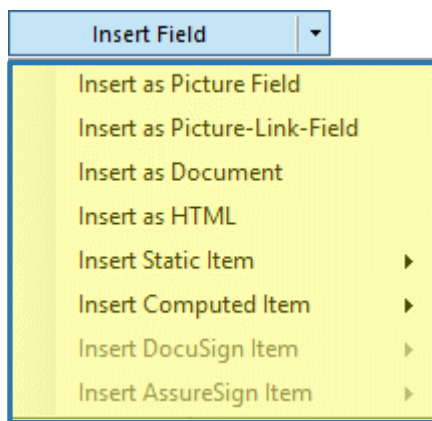 Insert Field
Insert as Picture Field
Insert as Picture-Link-Field
Insert as Document
Insert as HTML
Insert Static Item
Insert Computed Item
Insert DocuSign Item
Insert AssureSign Item